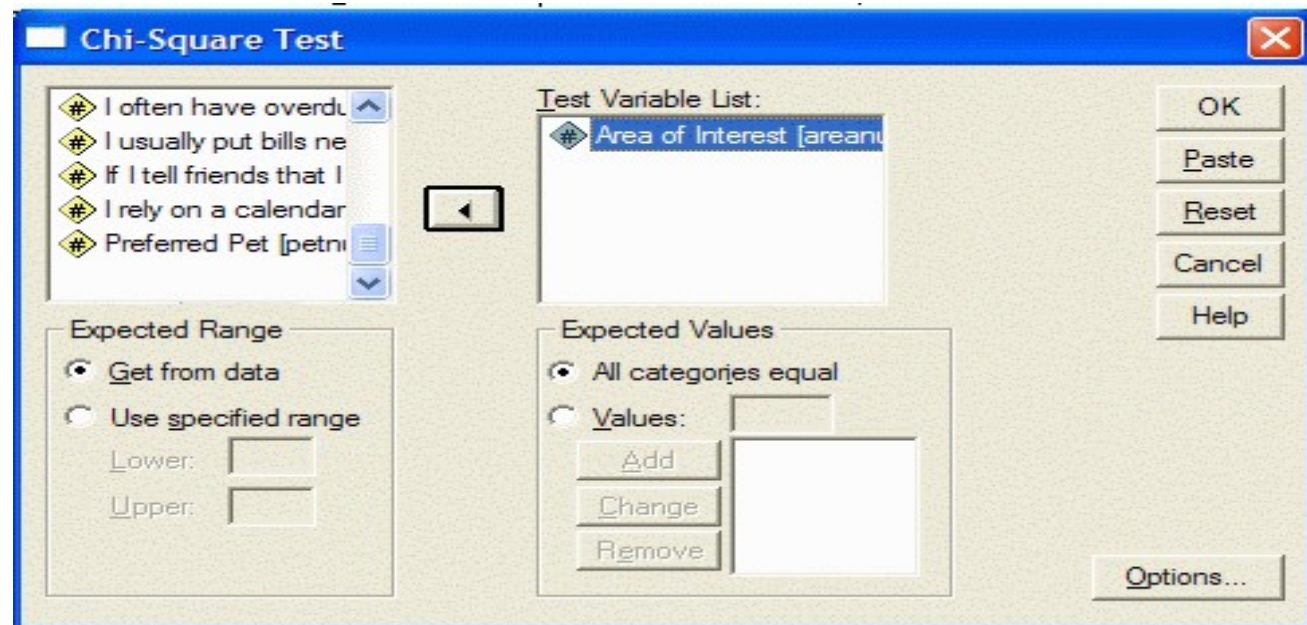 Chi-Square Test
I often have overdu
I usually put bills ne
If I tell friends that I
I rely on a calendar
Preferred Pet [petnu
Test Variable List:
Area of Interest [areanu
OK
Paste
Reset
Cancel
Help
Expected Range
Get from data
Use specified range
Lower:
Upper:
Expected Values
All categories equal
Values:
Add
Change
Remove
Options...